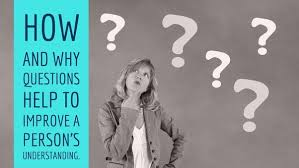 HOW
AND WHY
QUESTIONS
HELP TO
IMPROVE A
PERSON'S
UNDERSTANDING.
? ? ? ? ?